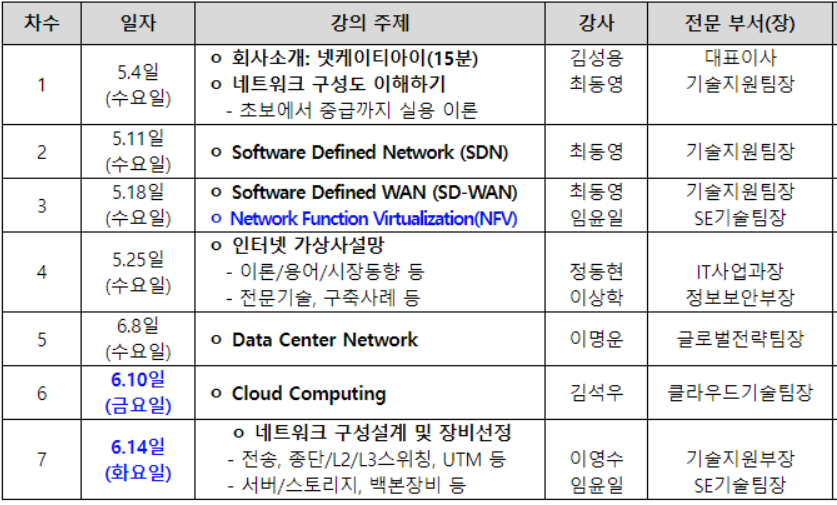 차수 일자 강의 주제 강사 전문 부서(장)
1 5.4일 (수요일)
o 회사소개: 넷케이티아이(15분) 김성용 대표이사
o 네트워크 구성도 이해하기 최동영 기술지원팀장
- 초보에서 중급까지 실용 이론
2 5.11일 (수요일)
o Software Defined Network (SDN) 최동영 기술지원팀장
3 5.18일 (수요일)
o Software Defined WAN (SD-WAN) 최동영 기술지원팀장
o Network Function Virtualization(NFV) 임윤일 SE기술팀장
4 5.25일 (수요일)
o 인터넷 가상사설망
- 이론/용어/시장동향 등 정동현 IT사업과장
- 전문기술, 구축사례 등 이상학 정보보안부장
5 6.8일 (수요일)
o Data Center Network 이명운 글로벌전략팀장
6 6.10일 (금요일)
o Cloud Computing 김석우 클라우드기술팀장
7 6.14일 (화요일)
o 네트워크 구성설계 및 장비선정
- 전송, 종단/L2/L3스위칭, UTM 등 이영수 기술지원부장
- 서버/스토리지, 백본장비 등 임윤일 SE기술팀장